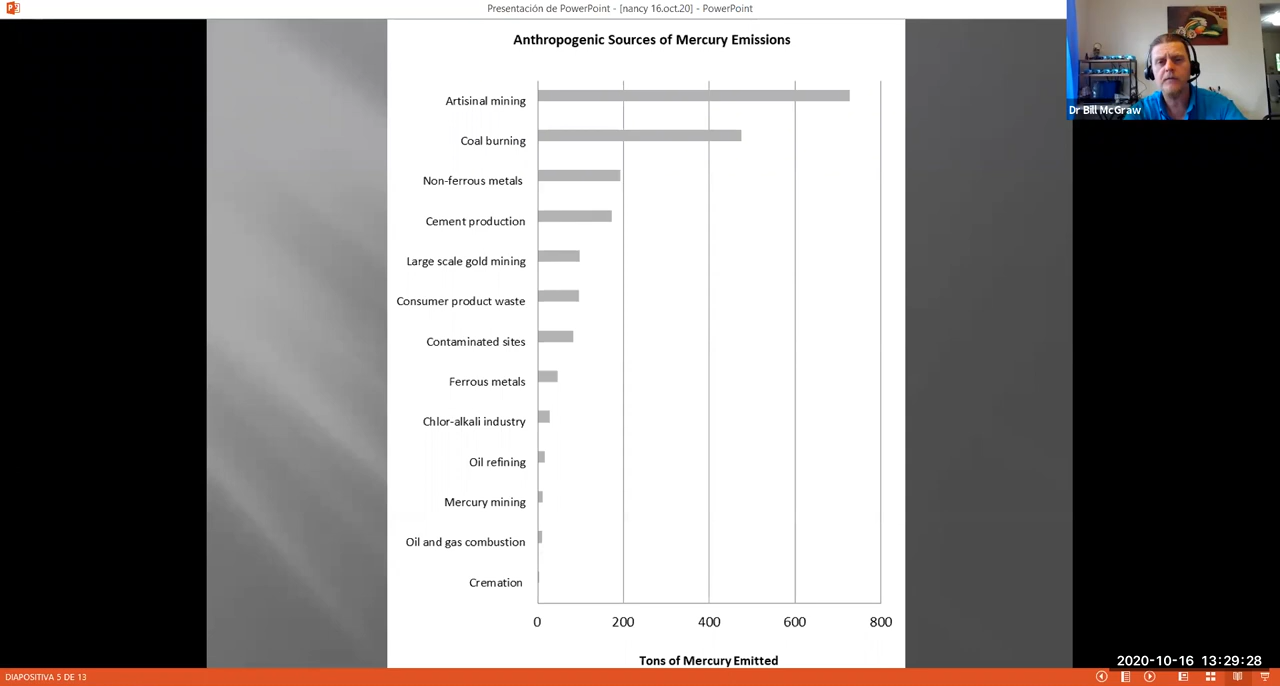 Presentación de PowerPoint - [nancy 16.oct.20] - PowerPoint
Anthropogenic Sources of Mercury Emissions
Dr Bill McGraw
Artisinal mining
Coal burning
Non-ferrous metals
Cement production
Large scale gold mining
Consumer product waste
Contaminated sites
Ferrous metals
Chlor-alkali industry
Oil refining
Mercury mining
Oil and gas combustion
Cremation
0 200 400 600 800
Tons of Mercury Emitted
2020-10-16 13:29:28
DIAPOSITIVA 5 DE 13